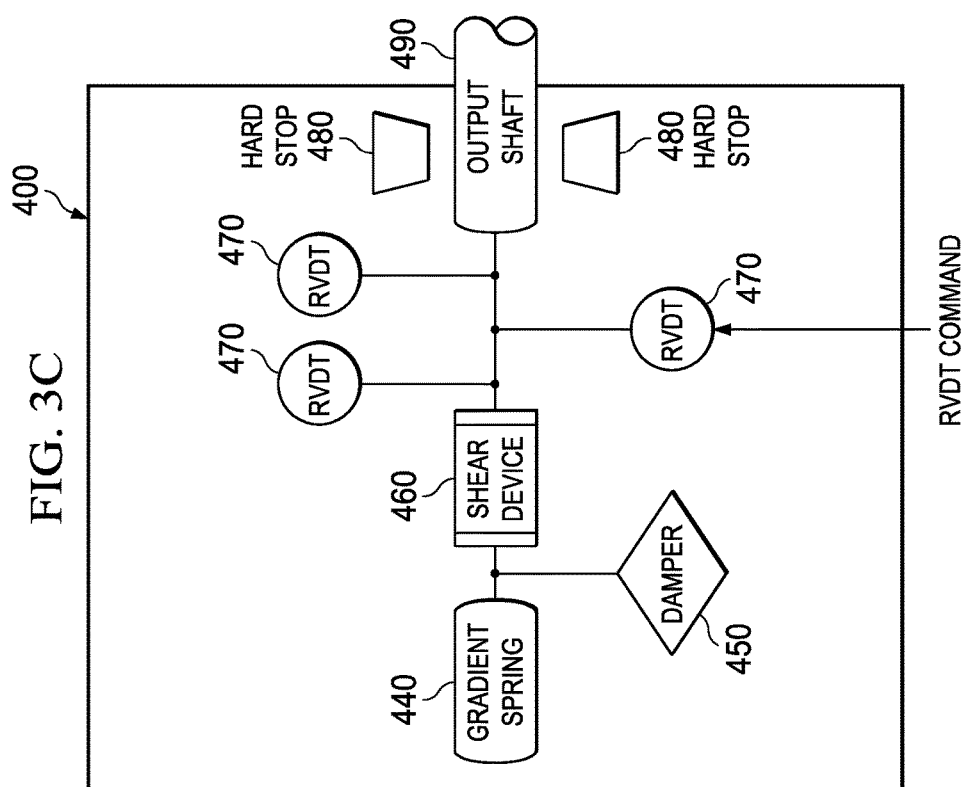 FIG. 3C
400
490
OUTPUT
SHAFT
HARD
STOP
480
480
HARD
STOP
470
RVDT
470
RVDT
RVDT
470
RVDT COMMAND
460
SHEAR
DEVICE
DAMPER
450
440
GRADIENT
SPRING